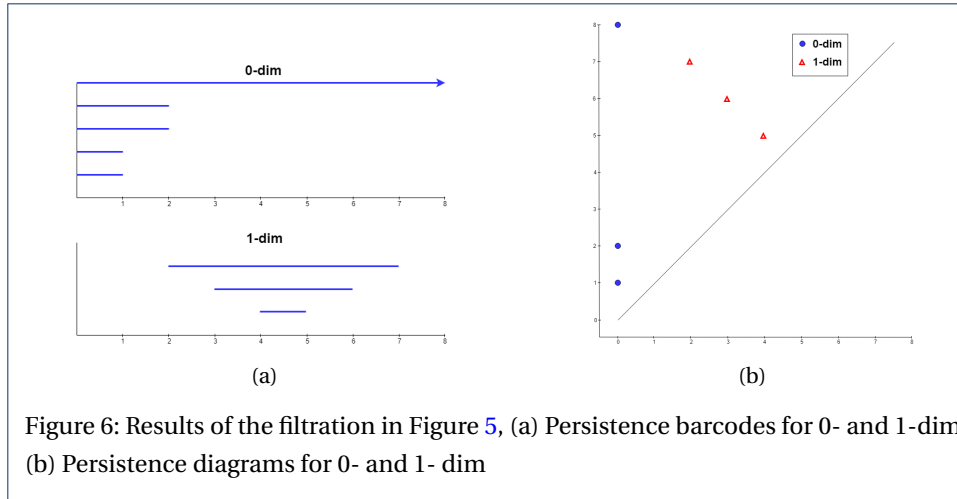 0-dim
1 2 3 4 5 6 7 8
1-dim
1 2 3 4 5 6 7 8
(a)
8
7
6
5
4
3
2
1
0
0-dim
1-dim
0 1 2 3 4 5 6 7 8
(b)
Figure 6: Results of the filtration in Figure 5, (a) Persistence barcodes for 0- and 1-dim
(b) Persistence diagrams for 0- and 1- dim